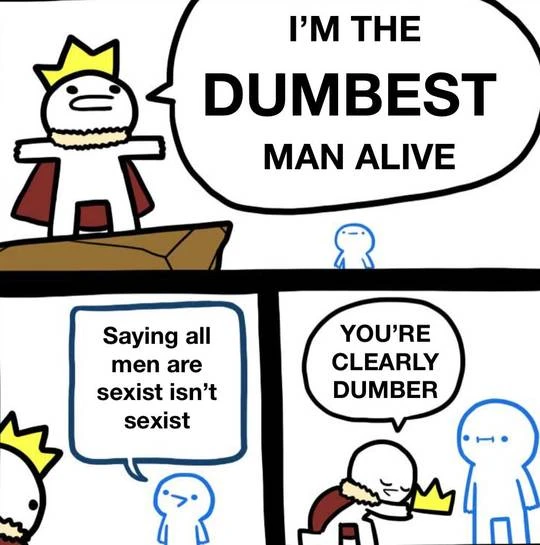 I'M THE
DUMBEST
MAN ALIVE
Saying all
men are
sexist isn't
sexist
YOU'RE
CLEARLY
DUMBER